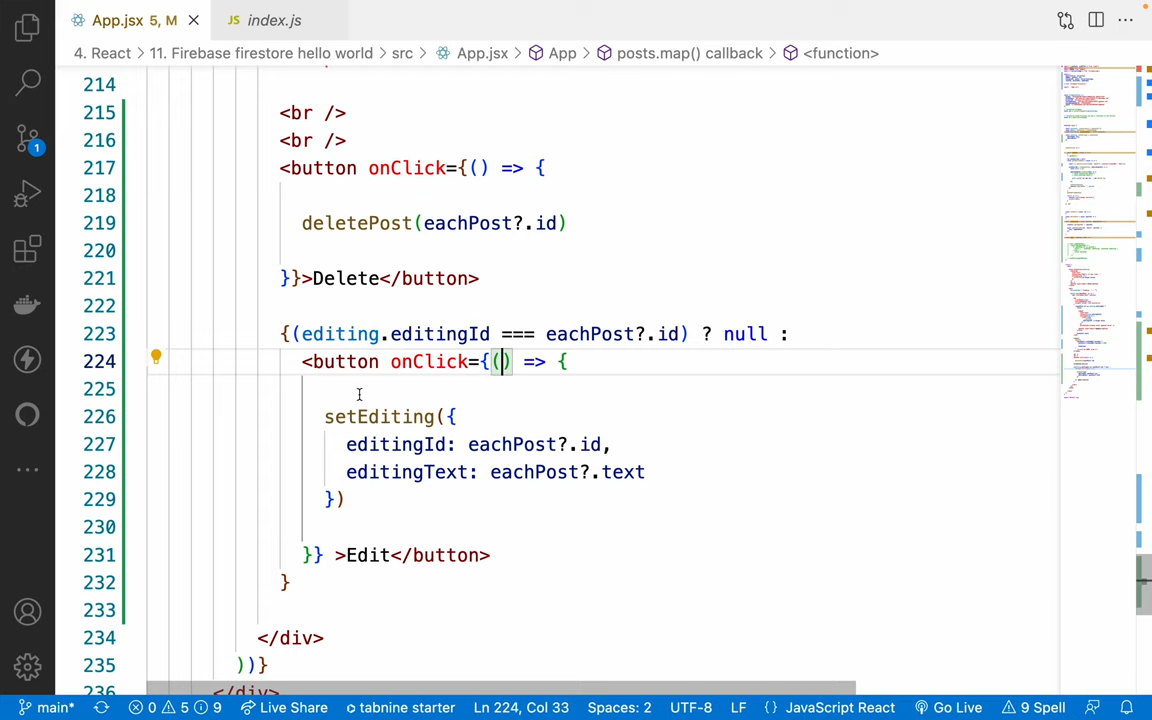 App.jsx 5, M
JS index.js
4. React > 11. Firebase firestore hello world > src > App.jsx > App > posts.map() callback > <function>
214
215 <br />
216 <br />
217 <button onClick={() => {
218
219 deletePost(eachPost?.id)
220
221 }}>Delete</button>
222
223 {(editing.editingId === eachPost?.id) ? null :
224 <button onClick={() => {
225
226 setEditing({
227 editingId: eachPost?.id,
228 editingText: eachPost?.text
229 })
230
231 }} >Edit</button>
232 }
233
234 </div>
235 ))}
236 </div>
1
main* 0 5 9 Live Share tabnine starter Ln 224, Col 33 Spaces: 2 UTF-8 LF {} JavaScript React Go Live 9 Spell